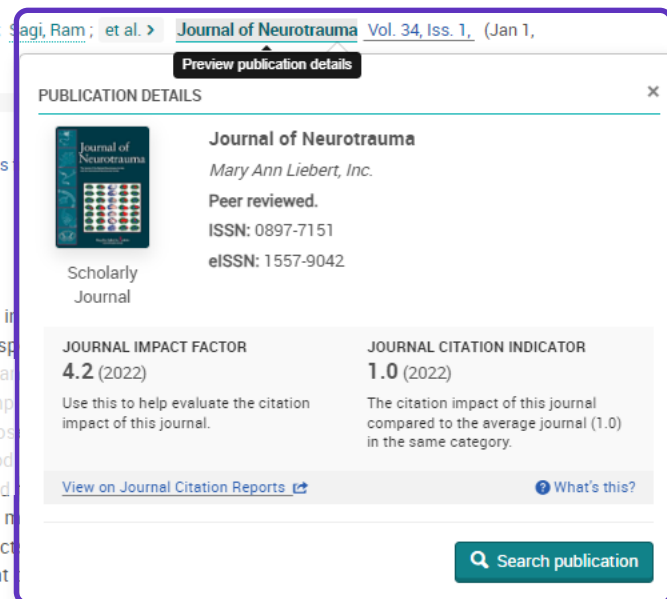 Sagi, Ram ; et al. > Journal of Neurotrauma Vol. 34, Iss. 1, (Jan 1,
Preview publication details
PUBLICATION DETAILS ×
Journal of
Neurotrauma
Scholarly
Journal
Journal of Neurotrauma
Mary Ann Liebert, Inc.
Peer reviewed.
ISSN: 0897-7151
eISSN: 1557-9042
JOURNAL IMPACT FACTOR
4.2 (2022)
Use this to help evaluate the citation
impact of this journal.
JOURNAL CITATION INDICATOR
1.0 (2022)
The citation impact of this journal
compared to the average journal (1.0)
in the same category.
View on Journal Citation Reports
What's this?
Search publication